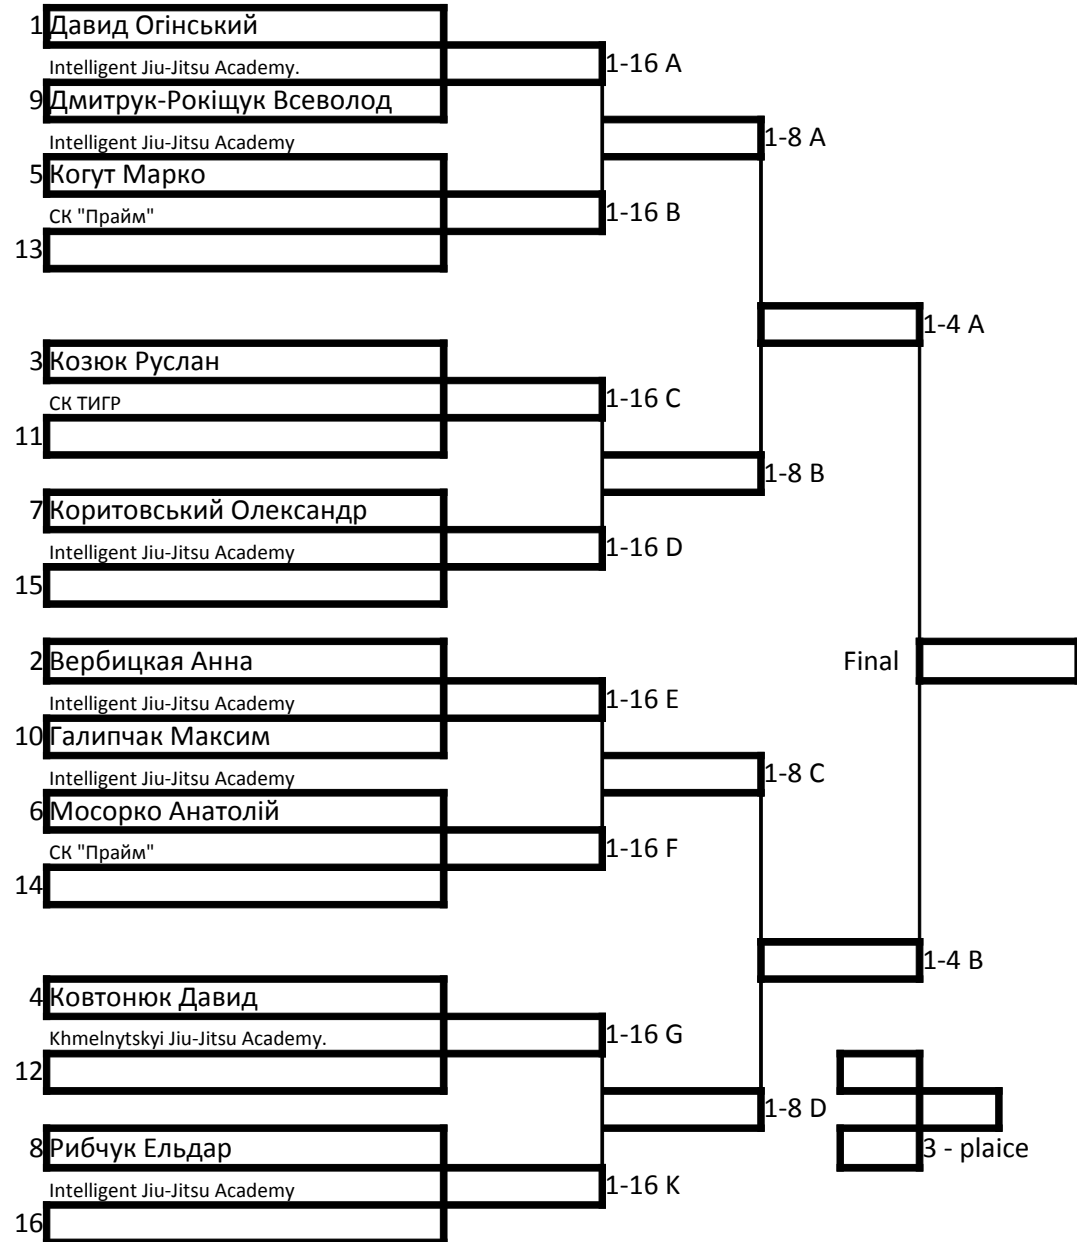 1 Давид Огінський
Intelligent Jiu-Jitsu Academy.
1-16 A
9 Дмитрук-Рокіщук Всеволод
Intelligent Jiu-Jitsu Academy
1-8 A
5 Когут Марко
СК "Прайм"
1-16 B
13
1-4 A
3 Козюк Руслан
СК ТИГР
1-16 C
11
1-8 B
7 Коритовський Олександр
Intelligent Jiu-Jitsu Academy
1-16 D
15
2 Вербицкая Анна
Final
Intelligent Jiu-Jitsu Academy
1-16 E
10 Галипчак Максим
Intelligent Jiu-Jitsu Academy
1-8 C
6 Мосорко Анатолій
СК "Прайм"
1-16 F
14
1-4 B
4 Ковтонюк Давид
Khmelnytskyi Jiu-Jitsu Academy.
1-16 G
12
1-8 D
8 Рибчук Ельдар
3 - plaice
Intelligent Jiu-Jitsu Academy
1-16 K
16